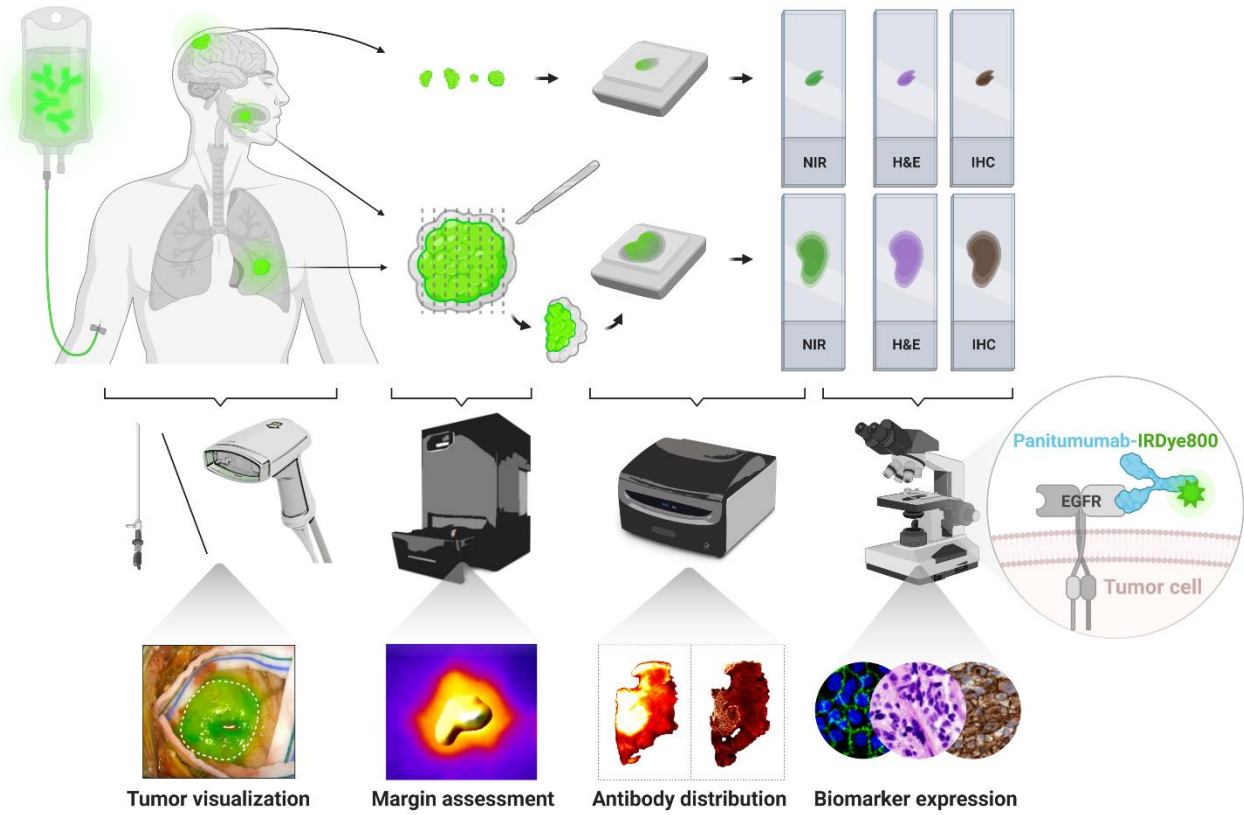 NIR
H&E
IHC
NIR
H&E
IHC
Panitumumab-IRDye800
EGFR
Tumor cell
Tumor visualization
Margin assessment
Antibody distribution
Biomarker expression